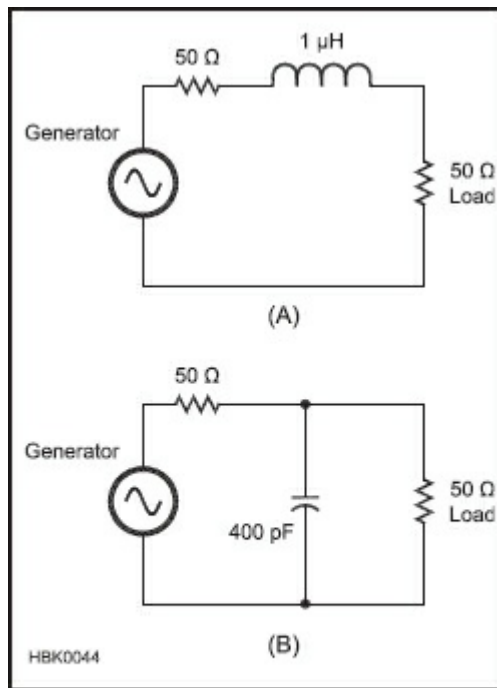 1 µH
50 Ω
Generator
50 Ω
Load
(A)
50 Ω
Generator
50 Ω
Load
400 pF
(B)
HBK0044